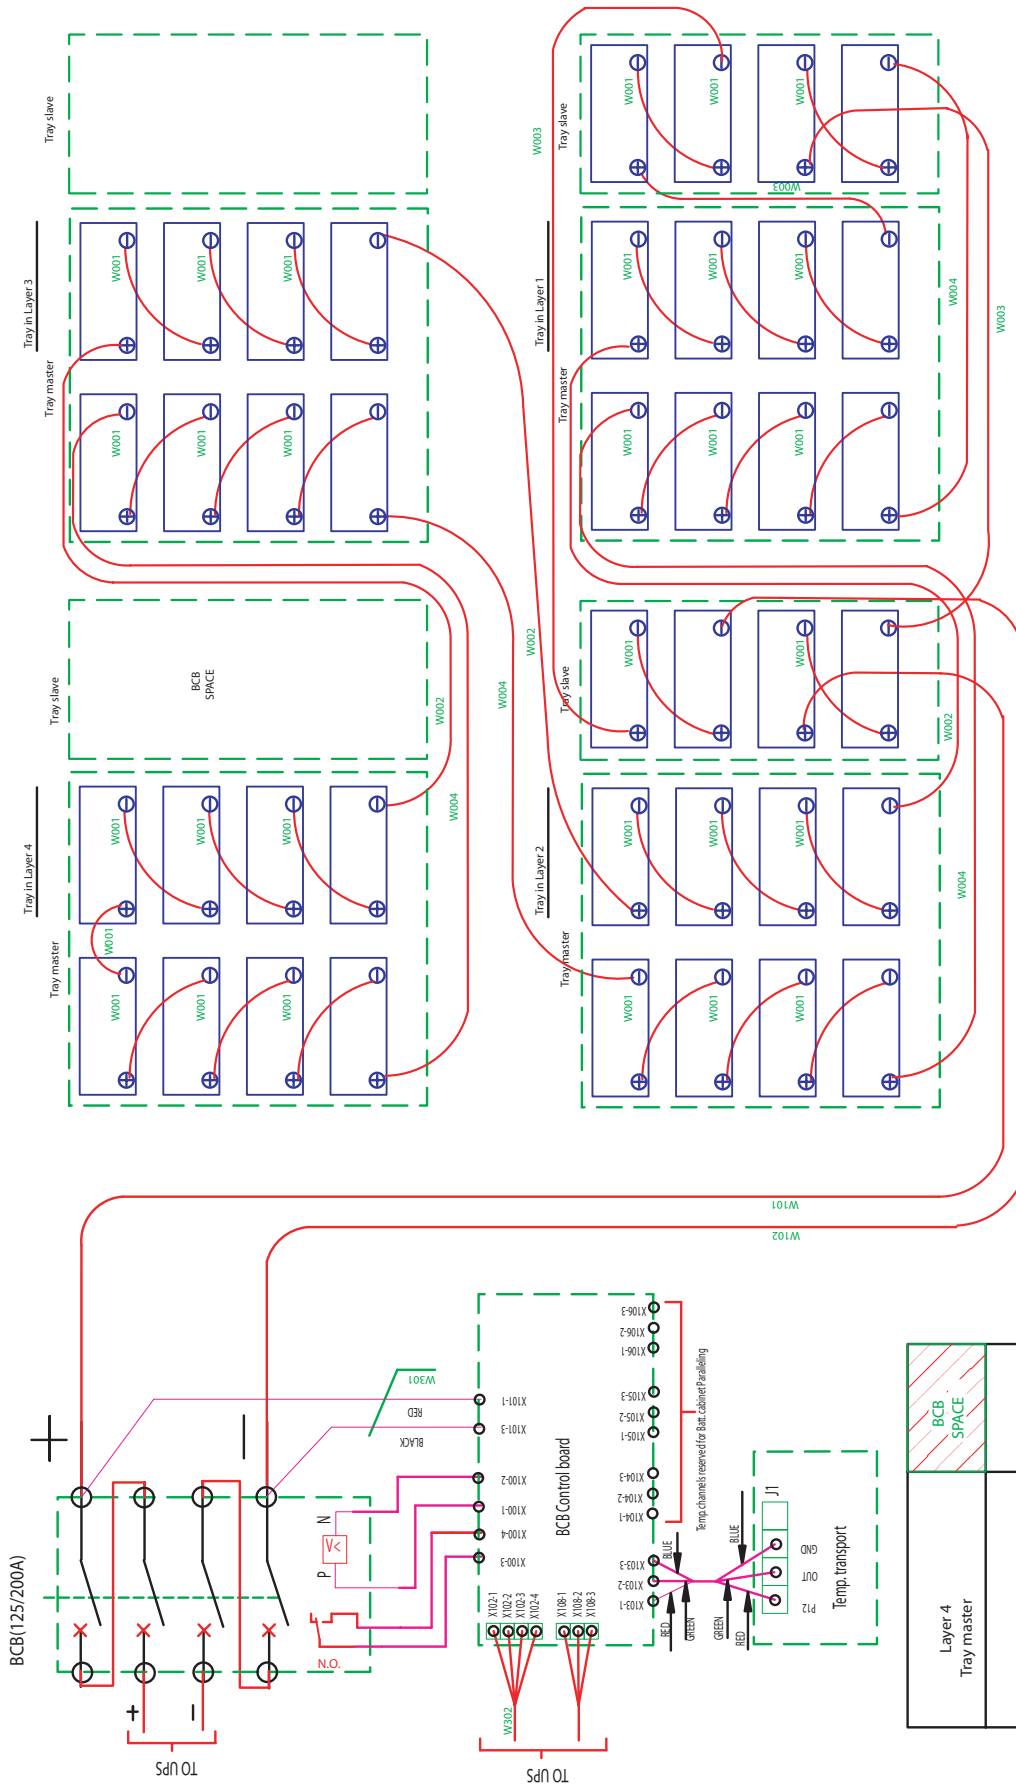 Tray slave
Tray in Layer 3
Tray master
W001
W001
W001
W001
W001
W001
Tray slave
BCB
SPACE
W002
W004
Tray in Layer 4
Tray master
W001
W001
W001
W001
W001
W001
W001
W003
Tray slave
W001
W001
W001
W003
Tray in Layer 1
Tray master
W001
W001
W001
W001
W001
W001
W004
W003
W002
W004
Tray slave
W001
W001
W002
Tray in Layer 2
Tray master
W001
W001
W001
W001
W001
W001
W004
W101
W102
BCB(125/200A)
+
−
+
−
TO UPS
N.O.
P
N
V<
W301
RED
BLACK
X101-1
X101-3
X100-2
X100-1
X100-4
X100-3
BCB Control board
X102-1
X102-2
X102-3
X102-4
X108-1
X108-2
X108-3
W302
TO UPS
X106-3
X106-2
X106-1
X105-3
X105-2
X105-1
X104-3
X104-2
X104-1
X103-3
X103-2
X103-1
Temp. channels reserved for Batt. cabinet Paralleling
BLUE
RED
GREEN
BLUE
GREEN
RED
J1
GND
OUT
P12
Temp. transport
BCB
SPACE
Layer 4
Tray master